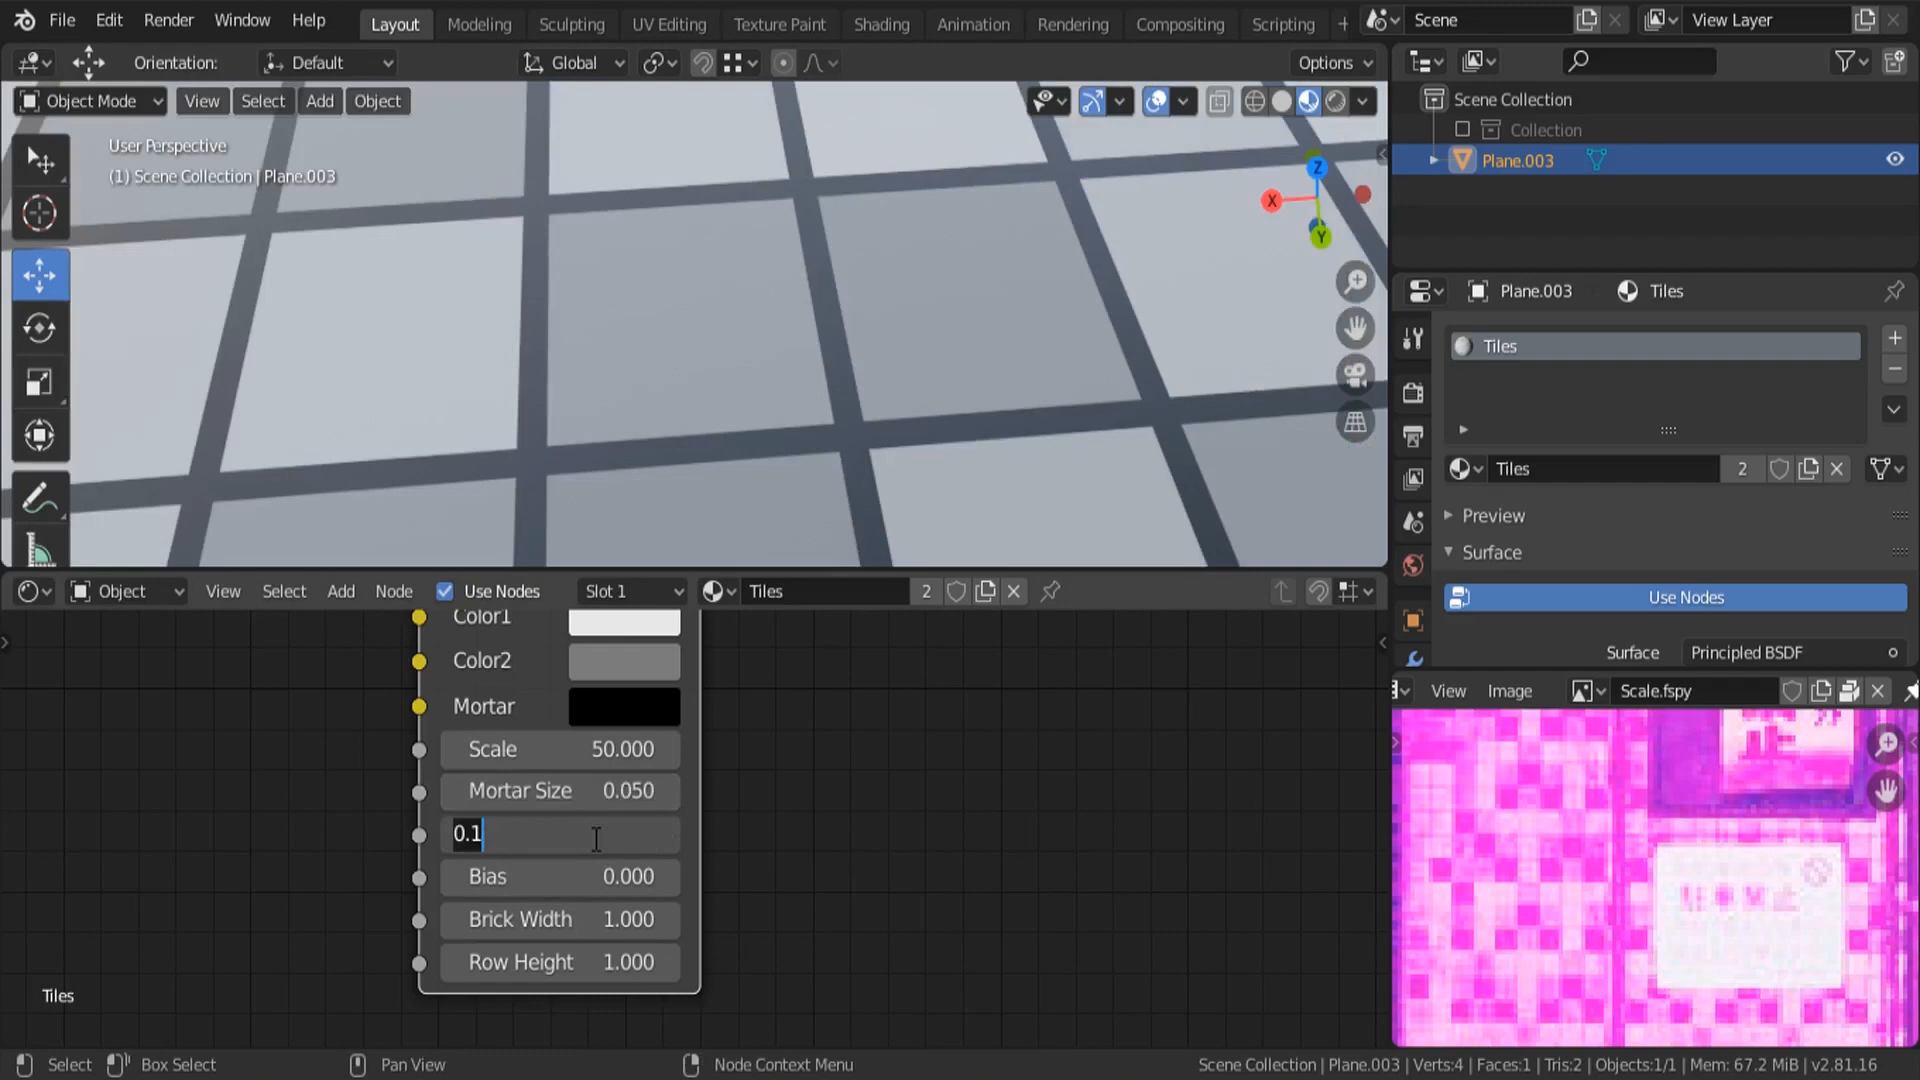 File Edit Render Window Help Layout Modeling Sculpting UV Editing Texture Paint Shading Animation Rendering Compositing Scripting + Scene View Layer
Orientation: Default Global Options
Object Mode View Select Add Object
User Perspective
(1) Scene Collection | Plane.003
Z
X
Y
Scene Collection
Collection
Plane.003
Plane.003 Tiles
Tiles
Tiles 2
Preview
Surface
Use Nodes
Surface Principled BSDF
Object View Select Add Node Use Nodes Slot 1 Tiles 2
Color1
Color2
Mortar
Scale 50.000
Mortar Size 0.050
0.1
Bias 0.000
Brick Width 1.000
Row Height 1.000
Tiles
View Image Scale.fspy
Select Box Select Pan View Node Context Menu Scene Collection | Plane.003 | Verts:4 | Faces:1 | Tris:2 | Objects:1/1 | Mem: 67.2 MiB | v2.81.16